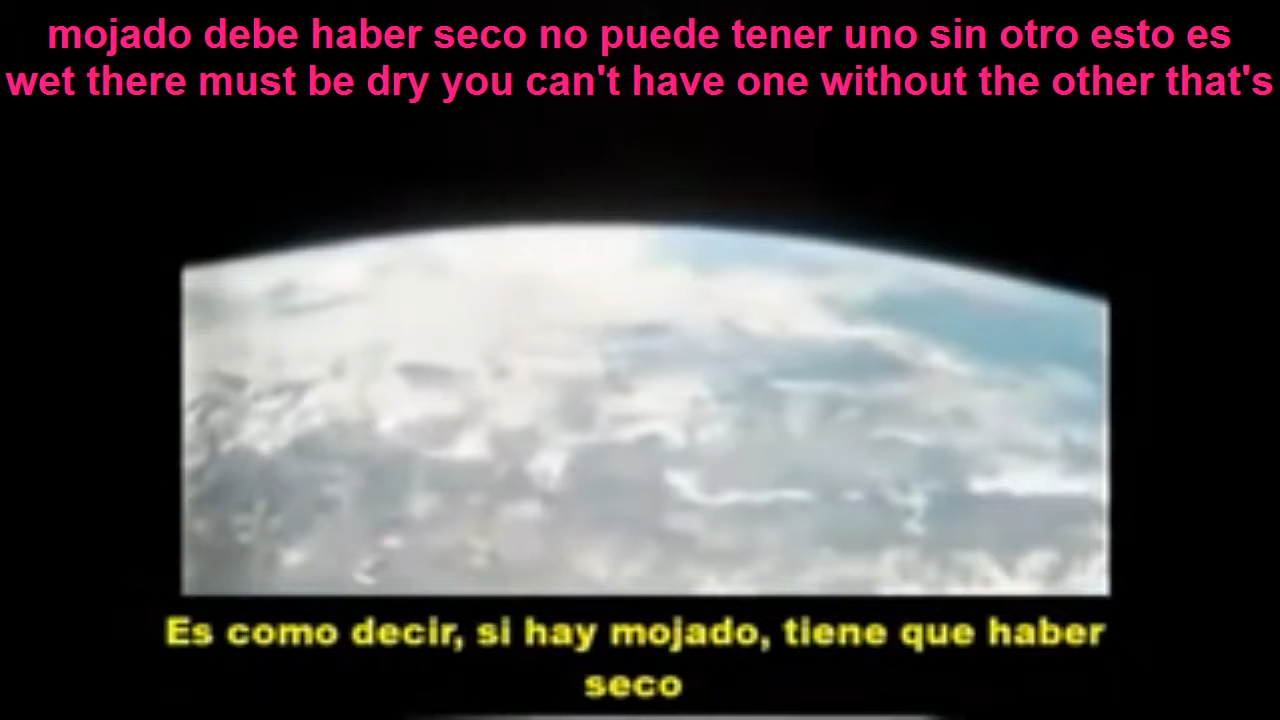 mojado debe haber seco no puede tener uno sin otro esto es
wet there must be dry you can't have one without the other that's
Es como decir, si hay mojado, tiene que haber
seco